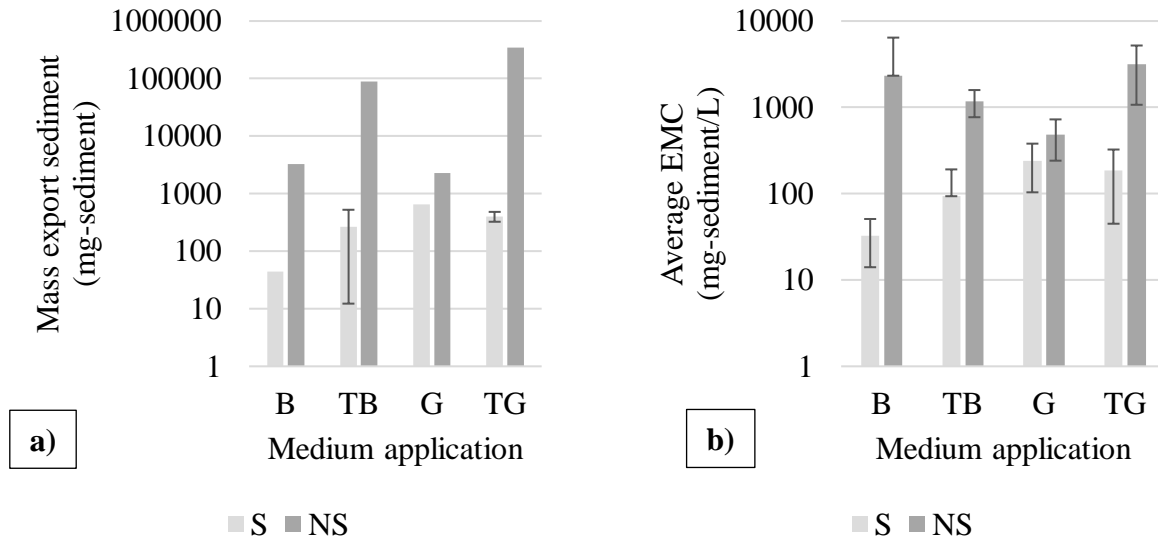 Mass export sediment
(mg-sediment)
1000000
100000
10000
1000
100
10
1
B TB G TG
Medium application
a)
S NS
Average EMC
(mg-sediment/L)
10000
1000
100
10
1
B TB G TG
Medium application
b)
S NS